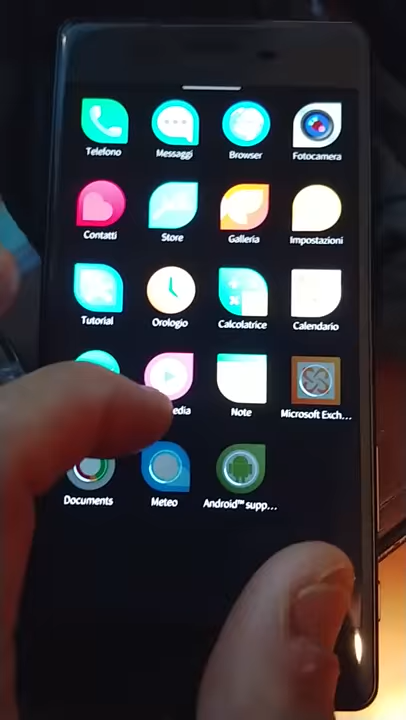 Telefono
Messaggi
Browser
Fotocamera
Contatti
Store
Galleria
Impostazioni
Tutorial
Orologio
Calcolatrice
Calendario
edia
Note
Microsoft Exch...
Documents
Meteo
Android™ supp...